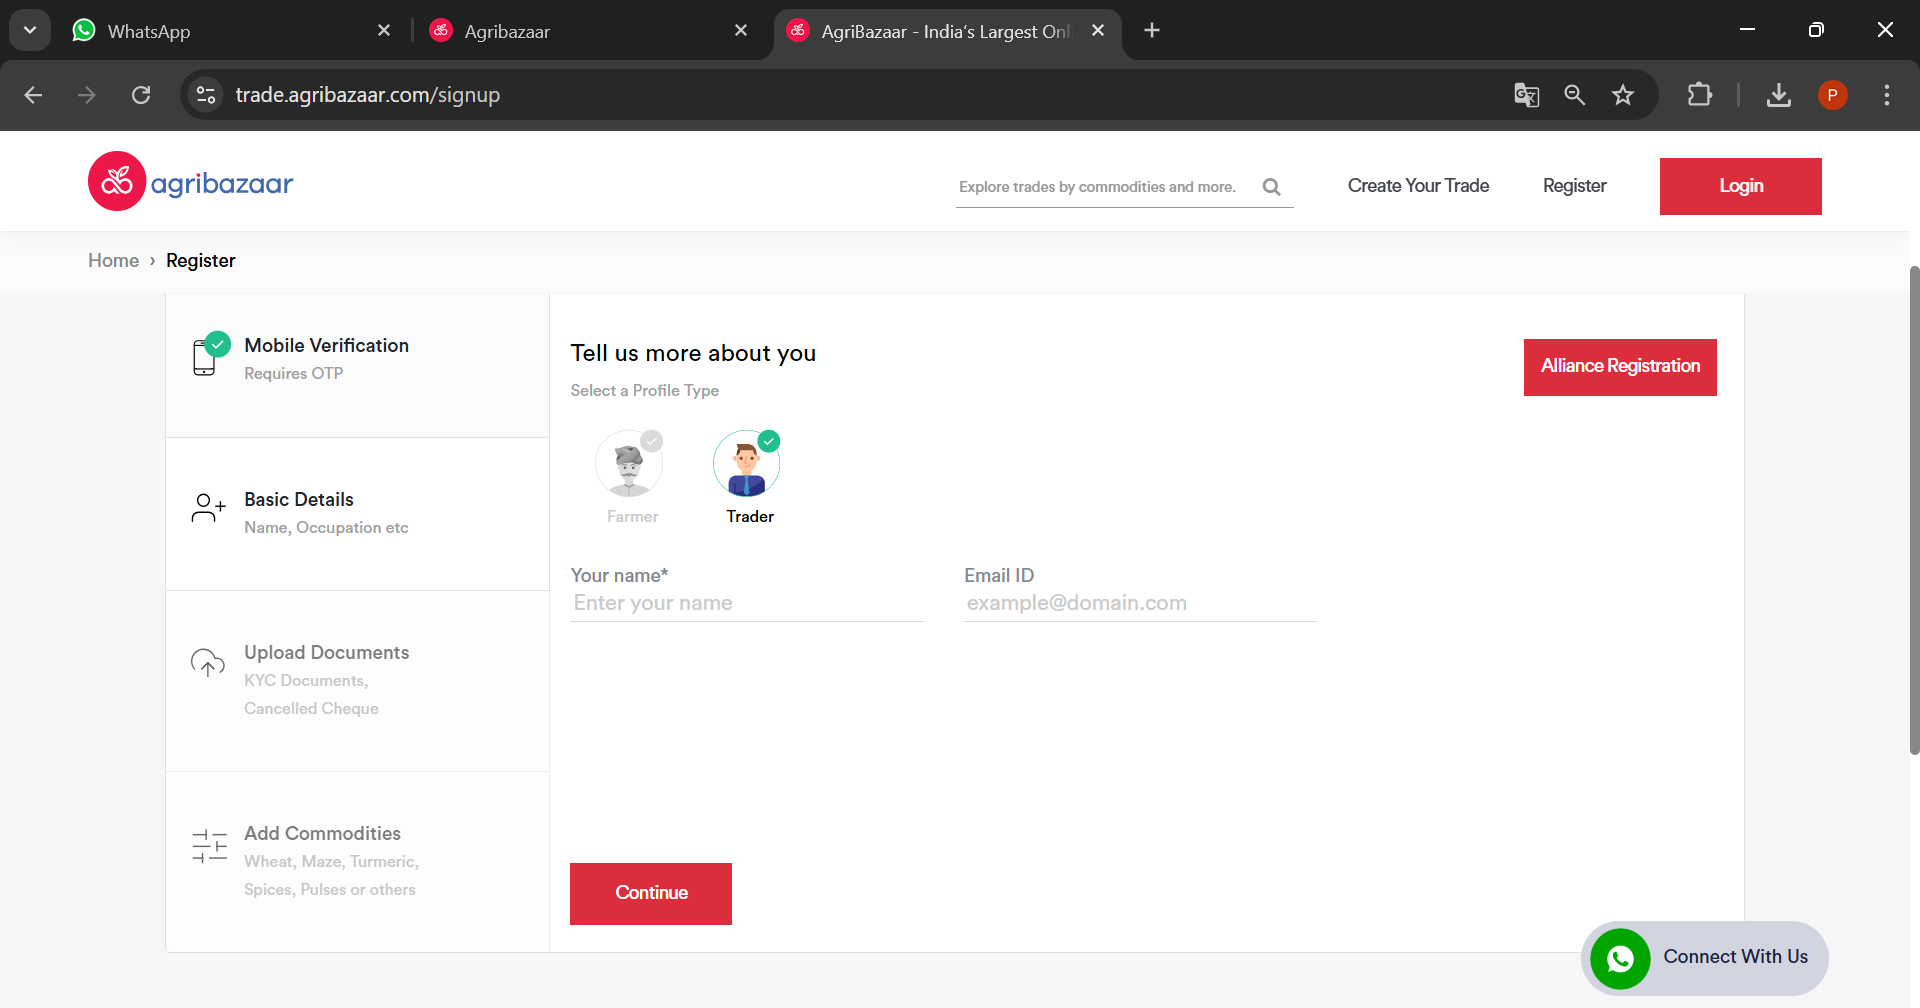 WhatsApp
Agribazaar
AgriBazaar - India's Largest Onl
trade.agribazaar.com/signup
P
agribazaar
Explore trades by commodities and more.
Create Your Trade
Register
Login
Home › Register
Mobile Verification
Requires OTP
Basic Details
Name, Occupation etc
Upload Documents
KYC Documents,
Cancelled Cheque
Add Commodities
Wheat, Maze, Turmeric,
Spices, Pulses or others
Tell us more about you
Alliance Registration
Select a Profile Type
Farmer
Trader
Your name*
Enter your name
Email ID
example@domain.com
Continue
Connect With Us